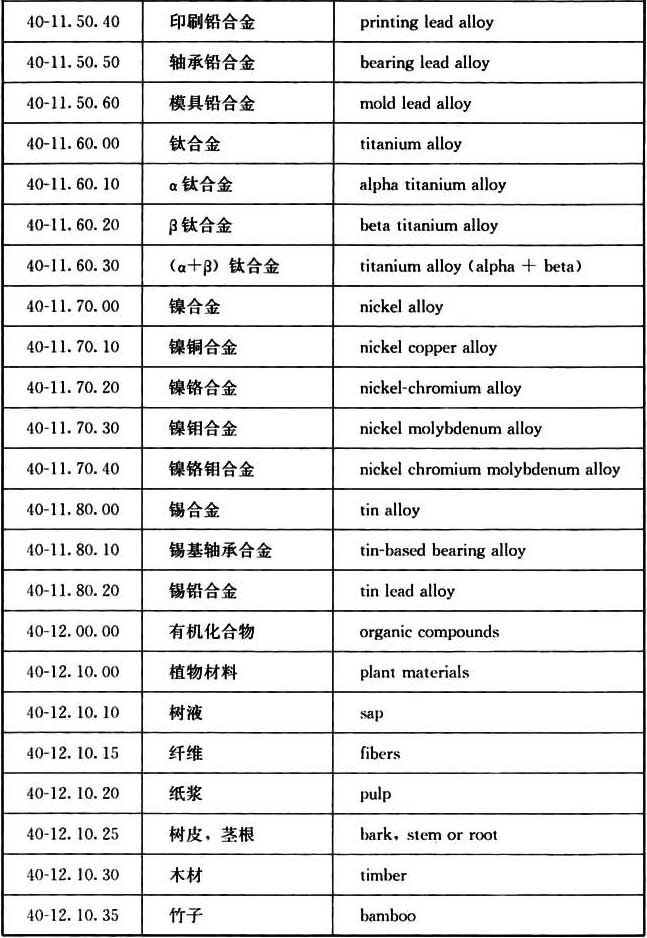 40-11.50.40 印刷铅合金 printing lead alloy
40-11.50.50 轴承铅合金 bearing lead alloy
40-11.50.60 模具铅合金 mold lead alloy
40-11.60.00 钛合金 titanium alloy
40-11.60.10 α钛合金 alpha titanium alloy
40-11.60.20 β钛合金 beta titanium alloy
40-11.60.30 (α+β) 钛合金 titanium alloy (alpha + beta)
40-11.70.00 镍合金 nickel alloy
40-11.70.10 镍铜合金 nickel copper alloy
40-11.70.20 镍铬合金 nickel-chromium alloy
40-11.70.30 镍钼合金 nickel molybdenum alloy
40-11.70.40 镍铬钼合金 nickel chromium molybdenum alloy
40-11.80.00 锡合金 tin alloy
40-11.80.10 锡基轴承合金 tin-based bearing alloy
40-11.80.20 锡铅合金 tin lead alloy
40-12.00.00 有机化合物 organic compounds
40-12.10.00 植物材料 plant materials
40-12.10.10 树液 sap
40-12.10.15 纤维 fibers
40-12.10.20 纸浆 pulp
40-12.10.25 树皮，茎根 bark, stem or root
40-12.10.30 木材 timber
40-12.10.35 竹子 bamboo